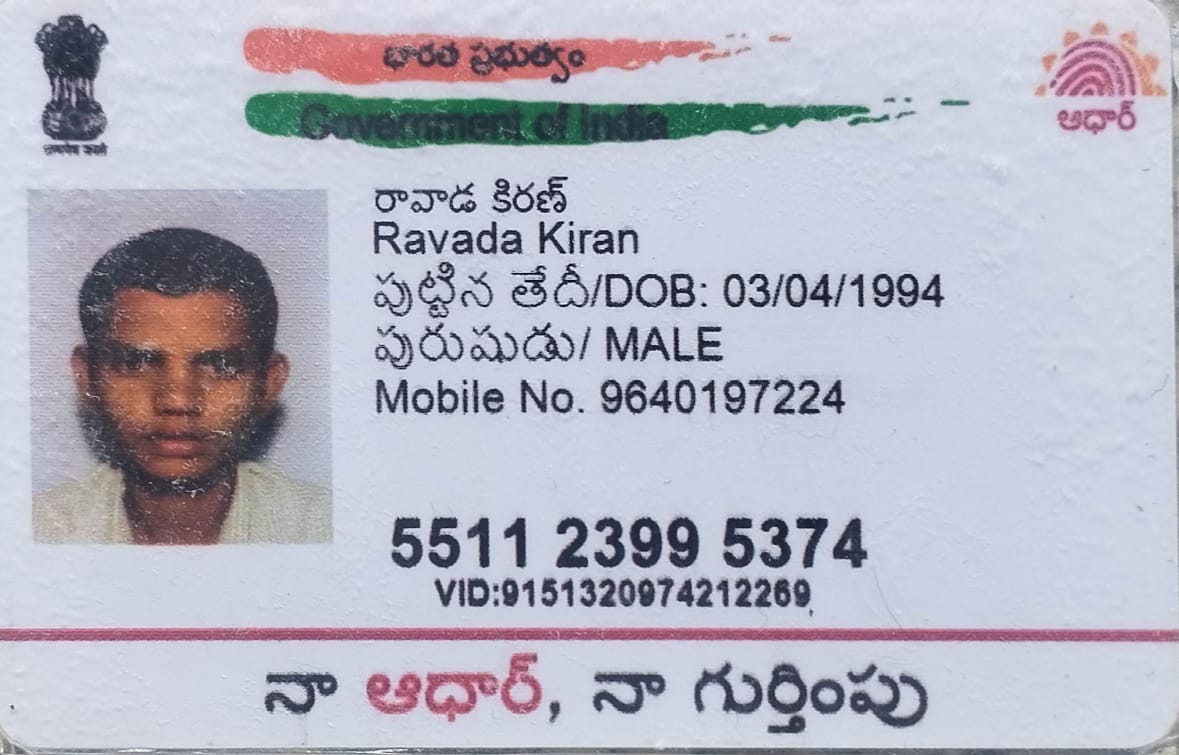 భారత ప్రభుత్వం
Government of India
ఆధార్
सत्यमेव जयते
రావాడ కిరణ్
Ravada Kiran
పుట్టిన తేదీ/DOB: 03/04/1994
పురుషుడు/ MALE
Mobile No. 9640197224
5511 2399 5374
VID:9151320974212269
నా ఆధార్, నా గుర్తింపు